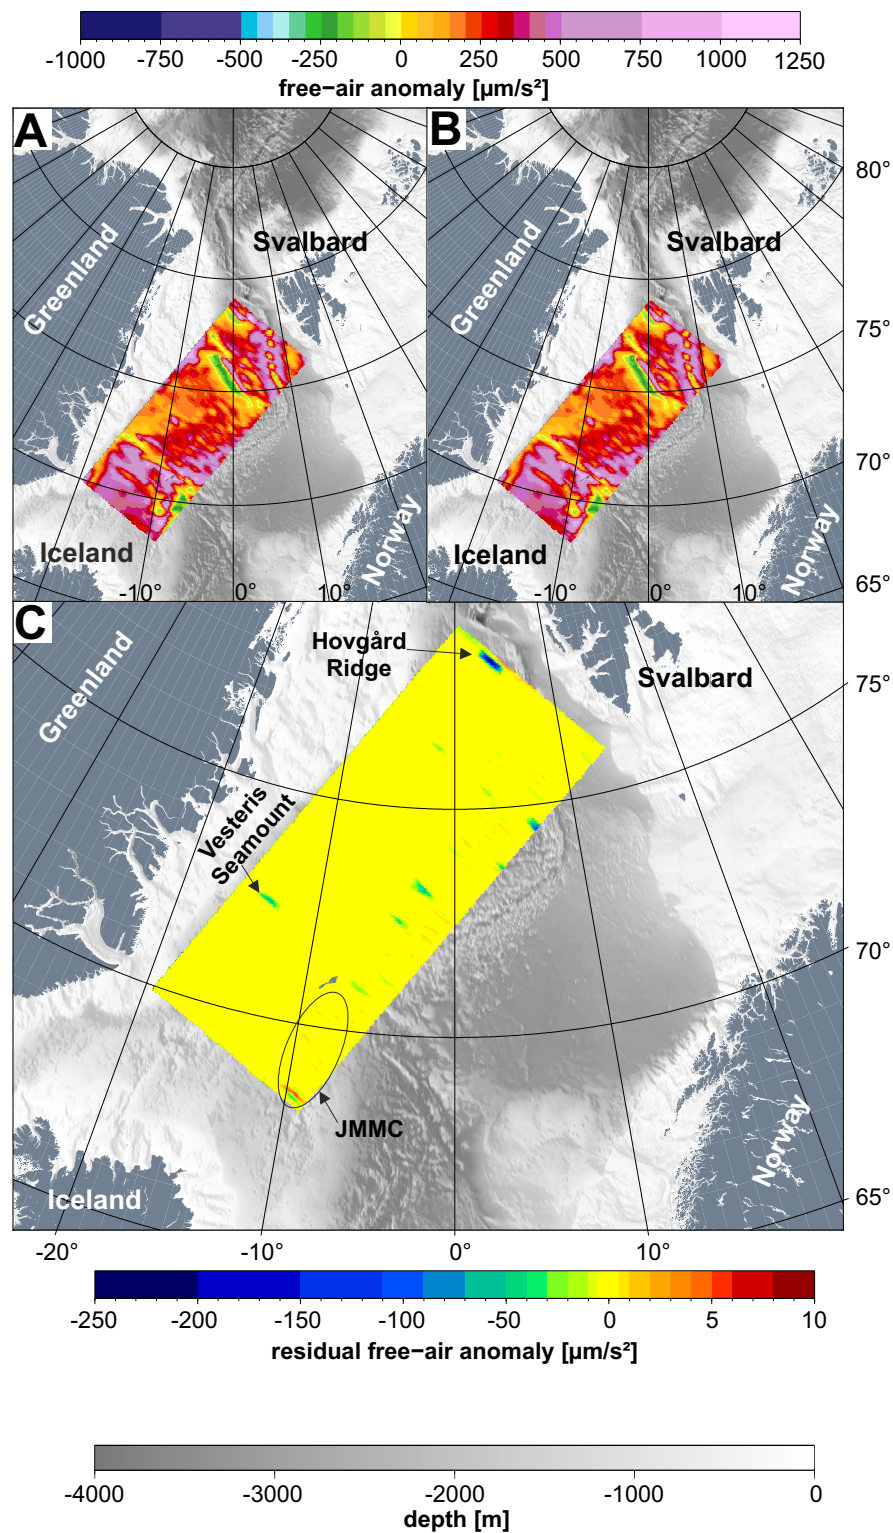 -1000 -750 -500 -250 0 250 500 750 1000 1250
free−air anomaly [µm/s²]
A
B
80°
Svalbard
Svalbard
Greenland
Greenland
75°
70°
Norway
Norway
Iceland
Iceland
65°
-10° 0° 10°
0° 10°
C
Hovgård
Ridge
Svalbard
75°
Greenland
Vesteris
Seamount
70°
JMMC
Norway
Iceland
65°
-20° -10° 0° 10°
-250 -200 -150 -100 -50 0 5 10
residual free−air anomaly [µm/s²]
-4000 -3000 -2000 -1000 0
depth [m]